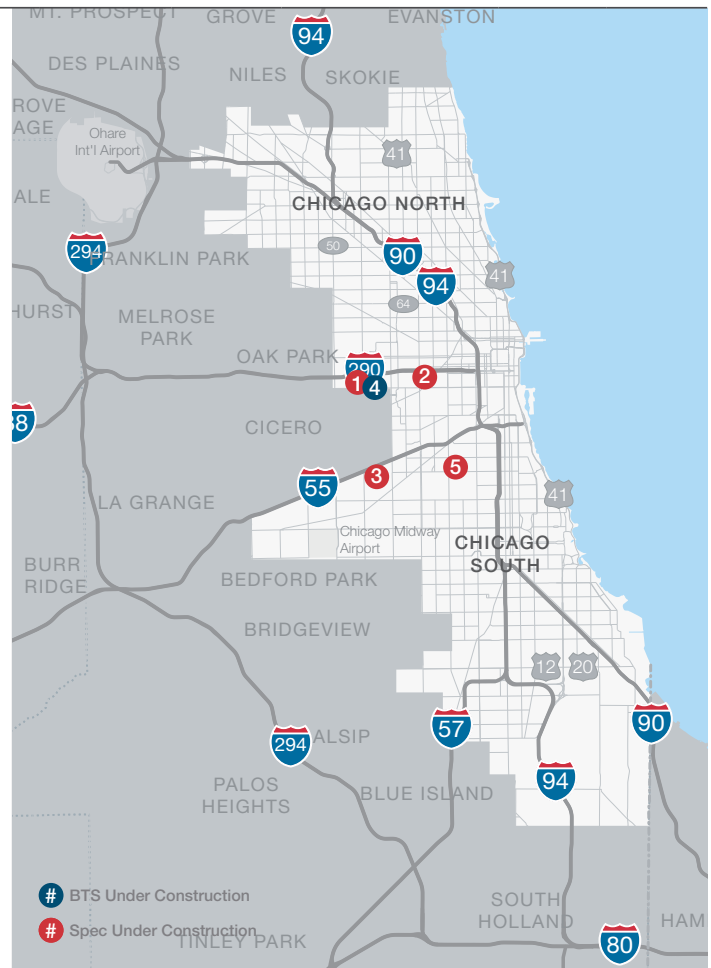 MT. PROSPECT
GROVE
EVANSTON
94
DES PLAINES
NILES
SKOKIE
ROVE
AGE
Ohare
Int'l Airport
41
ALE
CHICAGO NORTH
50
294
FRANKLIN PARK
90
94
41
64
HURST
MELROSE
PARK
OAK PARK
290
1
4
2
88
CICERO
3
5
55
41
LA GRANGE
Chicago Midway
Airport
CHICAGO
SOUTH
BURR
RIDGE
BEDFORD PARK
BRIDGEVIEW
12
20
57
90
294
ALSIP
94
PALOS
HEIGHTS
BLUE ISLAND
# BTS Under Construction
# Spec Under Construction
SOUTH
HOLLAND
HAM
TINLEY PARK
80